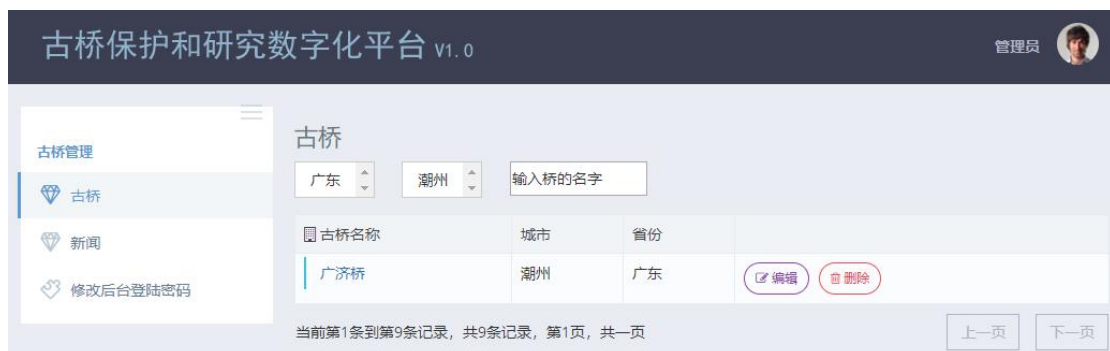 古桥保护和研究数字化平台 V1.0
管理员
古桥管理
古桥
新闻
修改后台登陆密码
古桥
广东 潮州 输入桥的名字
古桥名称 城市 省份
广济桥 潮州 广东 编辑 删除
当前第1条到第9条记录，共9条记录，第1页，共一页 上一页 下一页